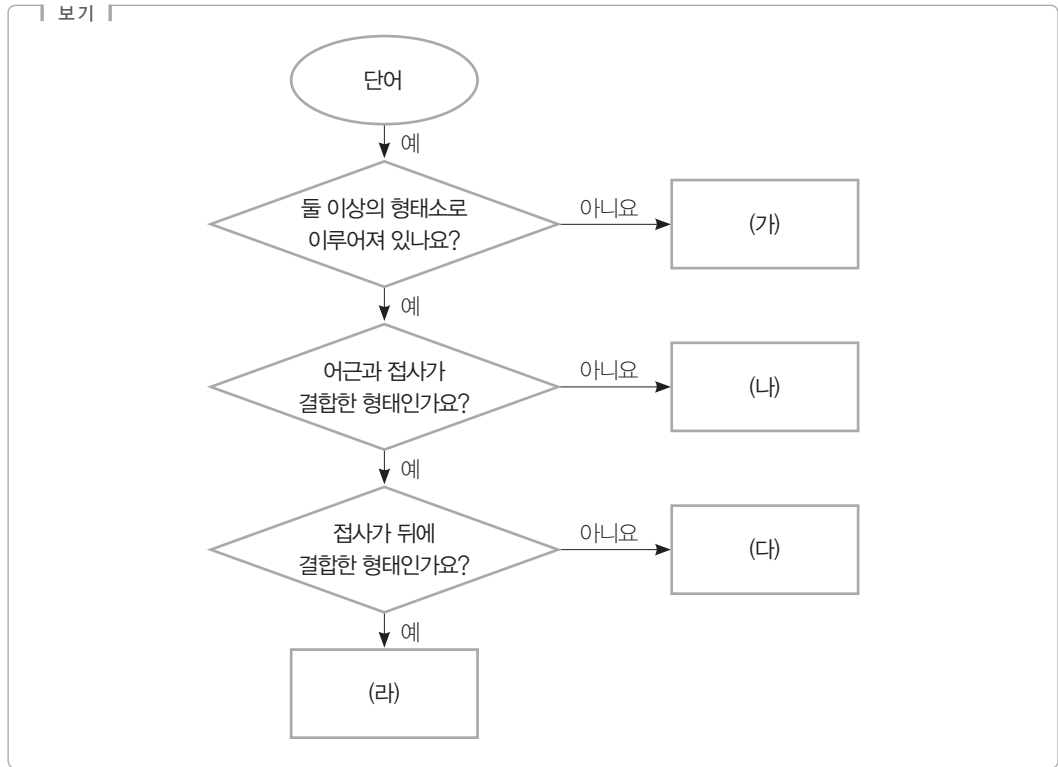 보기
단어
예
둘 이상의 형태소로
이루어져 있나요?
아니요
(가)
예
어근과 접사가
결합한 형태인가요?
아니요
(나)
예
접사가 뒤에
결합한 형태인가요?
아니요
(다)
예
(라)